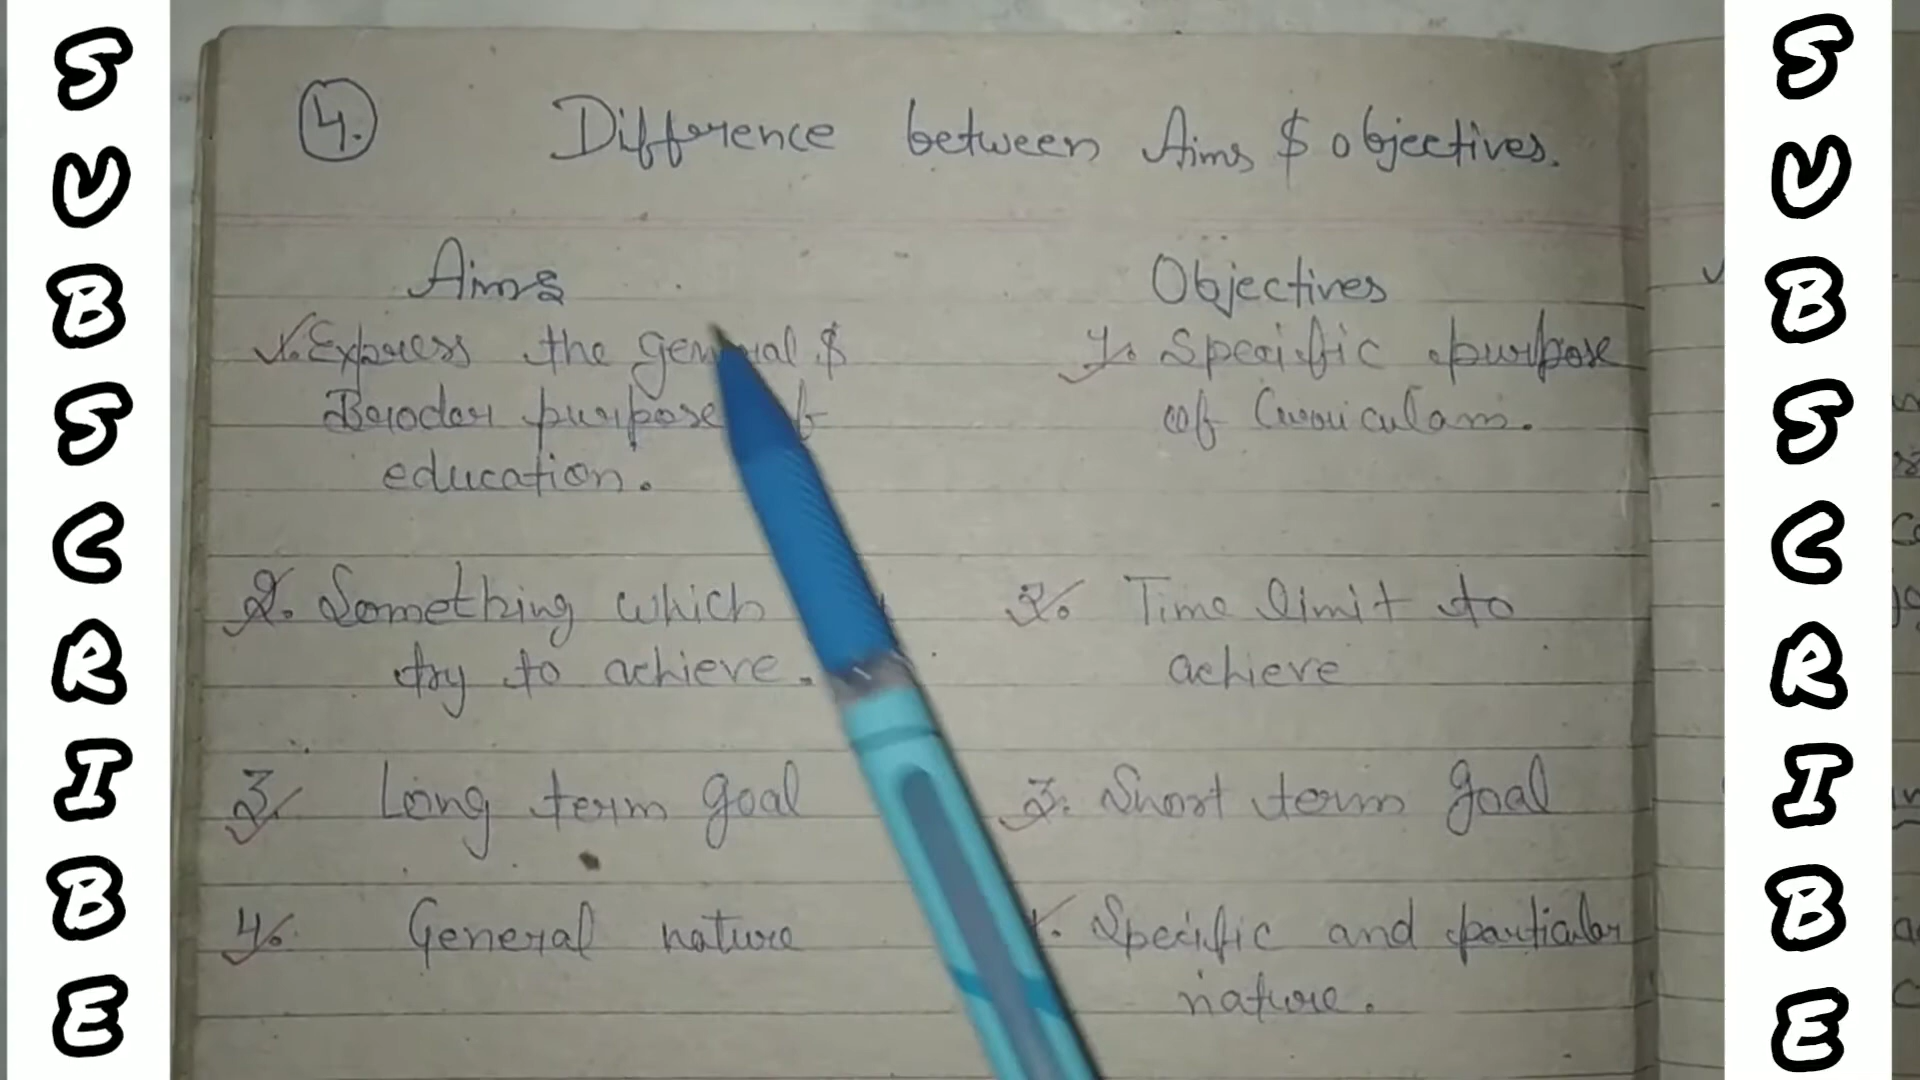 SUBSCRIBE
4. Difference between Aims $ objectives.
Aims
1. Express the general $
Broder purpose of
education.
2. Something which
try to achieve.
3. Long term goal
4. General nature
Objectives
1. Specific purpose
of Curriculam.
2. Time limit to
achieve
3. Short term goal
4. Specific and particular
nature.
SUBSCRIBE